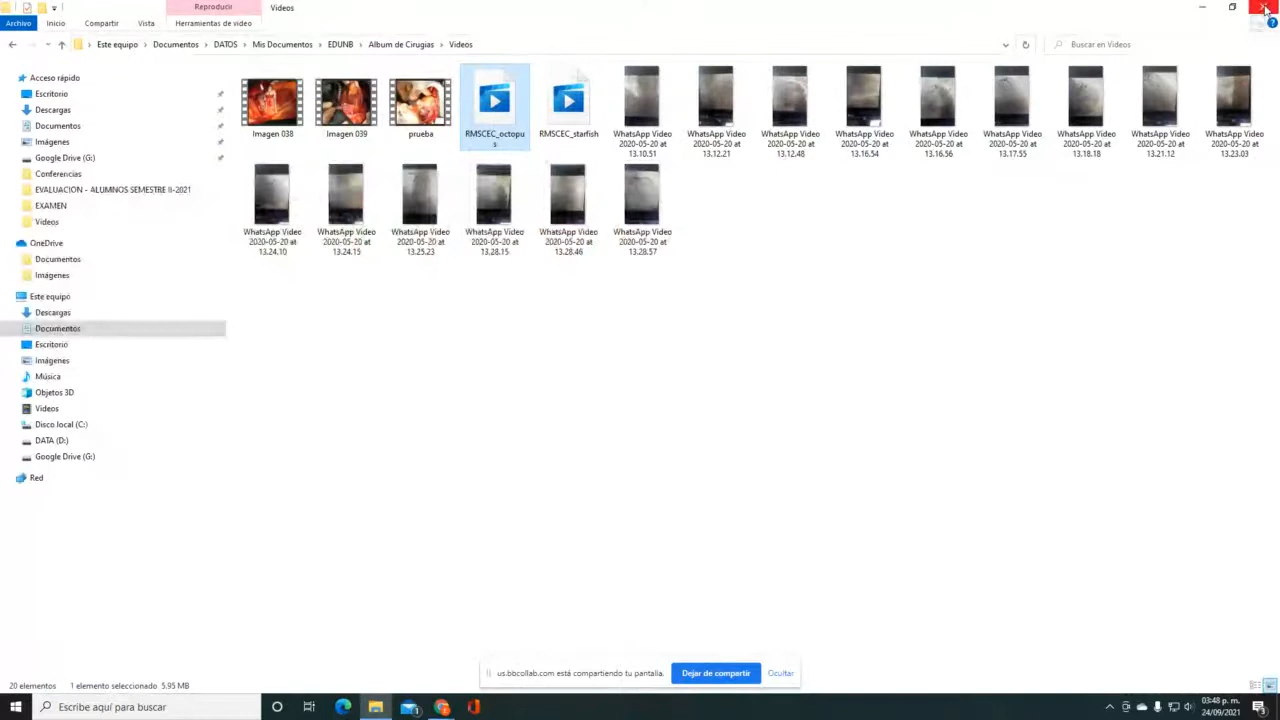 Reproducir
Videos
Archivo
Inicio
Compartir
Vista
Herramientas de video
Este equipo
Documentos
DATOS
Mis Documentos
EDUNB
Album de Cirugias
Videos
Buscar en Videos
Acceso rápido
Escritorio
Descargas
Documentos
Imágenes
Google Drive (G:)
Conferencias
EVALUACION - ALUMNOS SEMESTRE II-2021
EXAMEN
Videos
OneDrive
Documentos
Imágenes
Este equipo
Descargas
Documentos
Escritorio
Imágenes
Música
Objetos 3D
Videos
Disco local (C:)
DATA (D:)
Google Drive (G:)
Red
Imagen 038
Imagen 039
prueba
RMSCEC_octopu
s
RMSCEC_starfish
WhatsApp Video
2020-05-20 at
13.10.51
WhatsApp Video
2020-05-20 at
13.12.21
WhatsApp Video
2020-05-20 at
13.12.48
WhatsApp Video
2020-05-20 at
13.16.54
WhatsApp Video
2020-05-20 at
13.16.56
WhatsApp Video
2020-05-20 at
13.17.55
WhatsApp Video
2020-05-20 at
13.18.18
WhatsApp Video
2020-05-20 at
13.21.12
WhatsApp Video
2020-05-20 at
13.23.03
WhatsApp Video
2020-05-20 at
13.24.10
WhatsApp Video
2020-05-20 at
13.24.15
WhatsApp Video
2020-05-20 at
13.25.23
WhatsApp Video
2020-05-20 at
13.28.15
WhatsApp Video
2020-05-20 at
13.28.46
WhatsApp Video
2020-05-20 at
13.28.57
us.bbcollab.com está compartiendo tu pantalla.
Dejar de compartir
Ocultar
20 elementos
1 elemento seleccionado 5.95 MB
Escribe aquí para buscar
03:48 p. m.
24/09/2021